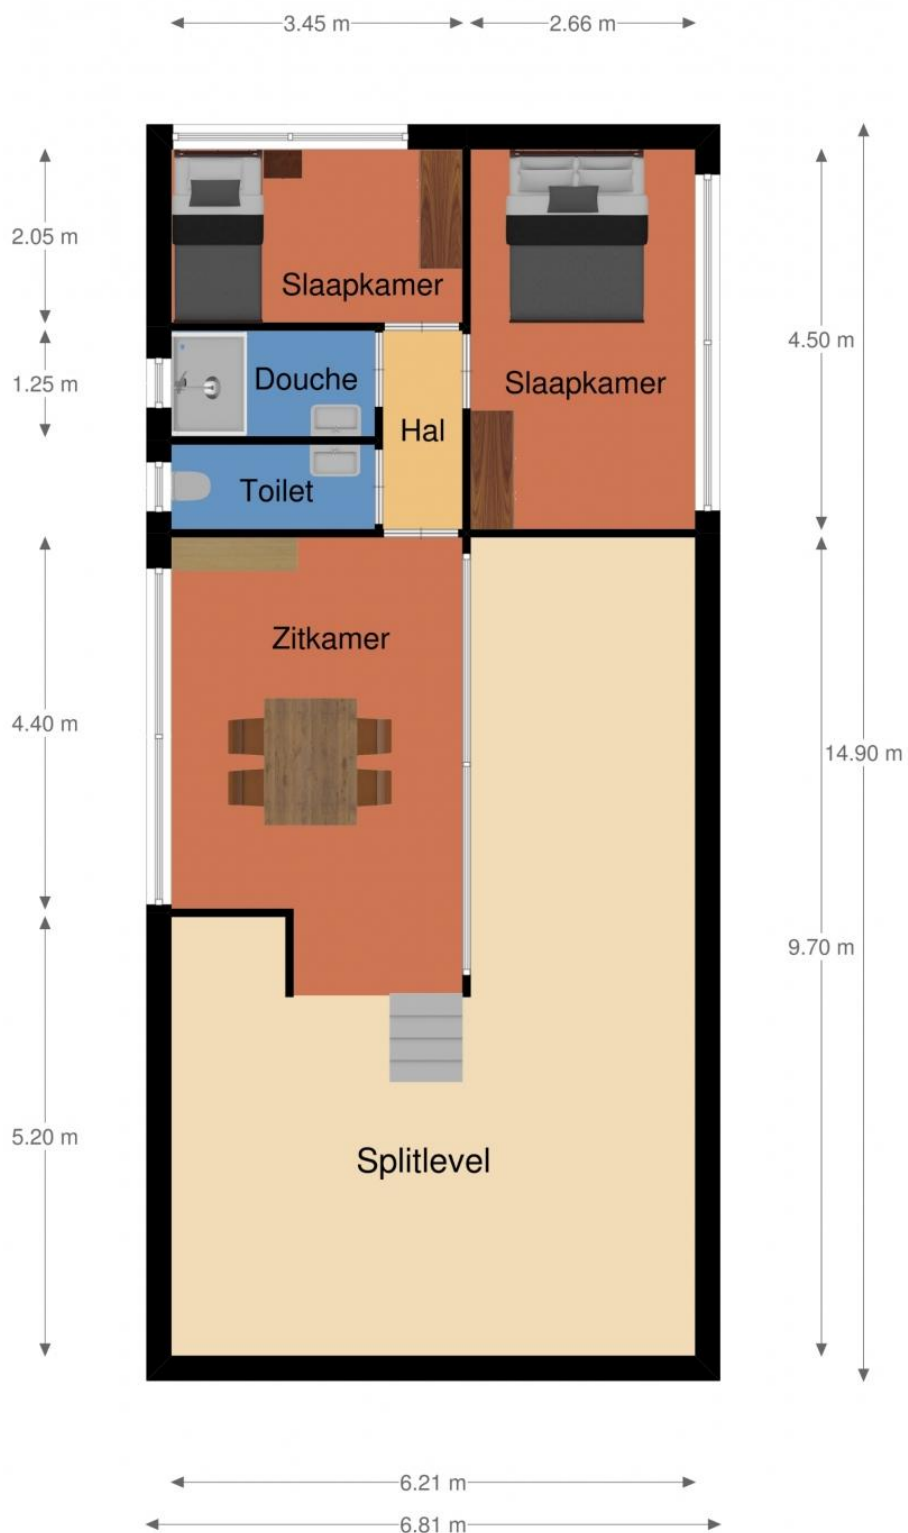 3.45 m
2.66 m
2.05 m
Slaapkamer
4.50 m
1.25 m
Douche
Slaapkamer
Hal
Toilet
Zitkamer
4.40 m
14.90 m
9.70 m
5.20 m
Splitlevel
6.21 m
6.81 m